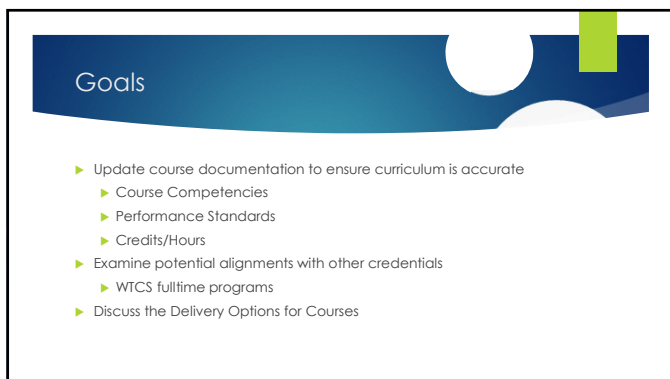 Goals
Update course documentation to ensure curriculum is accurate
Course Competencies
Performance Standards
Credits/Hours
Examine potential alignments with other credentials
WTCS fulltime programs
Discuss the Delivery Options for Courses